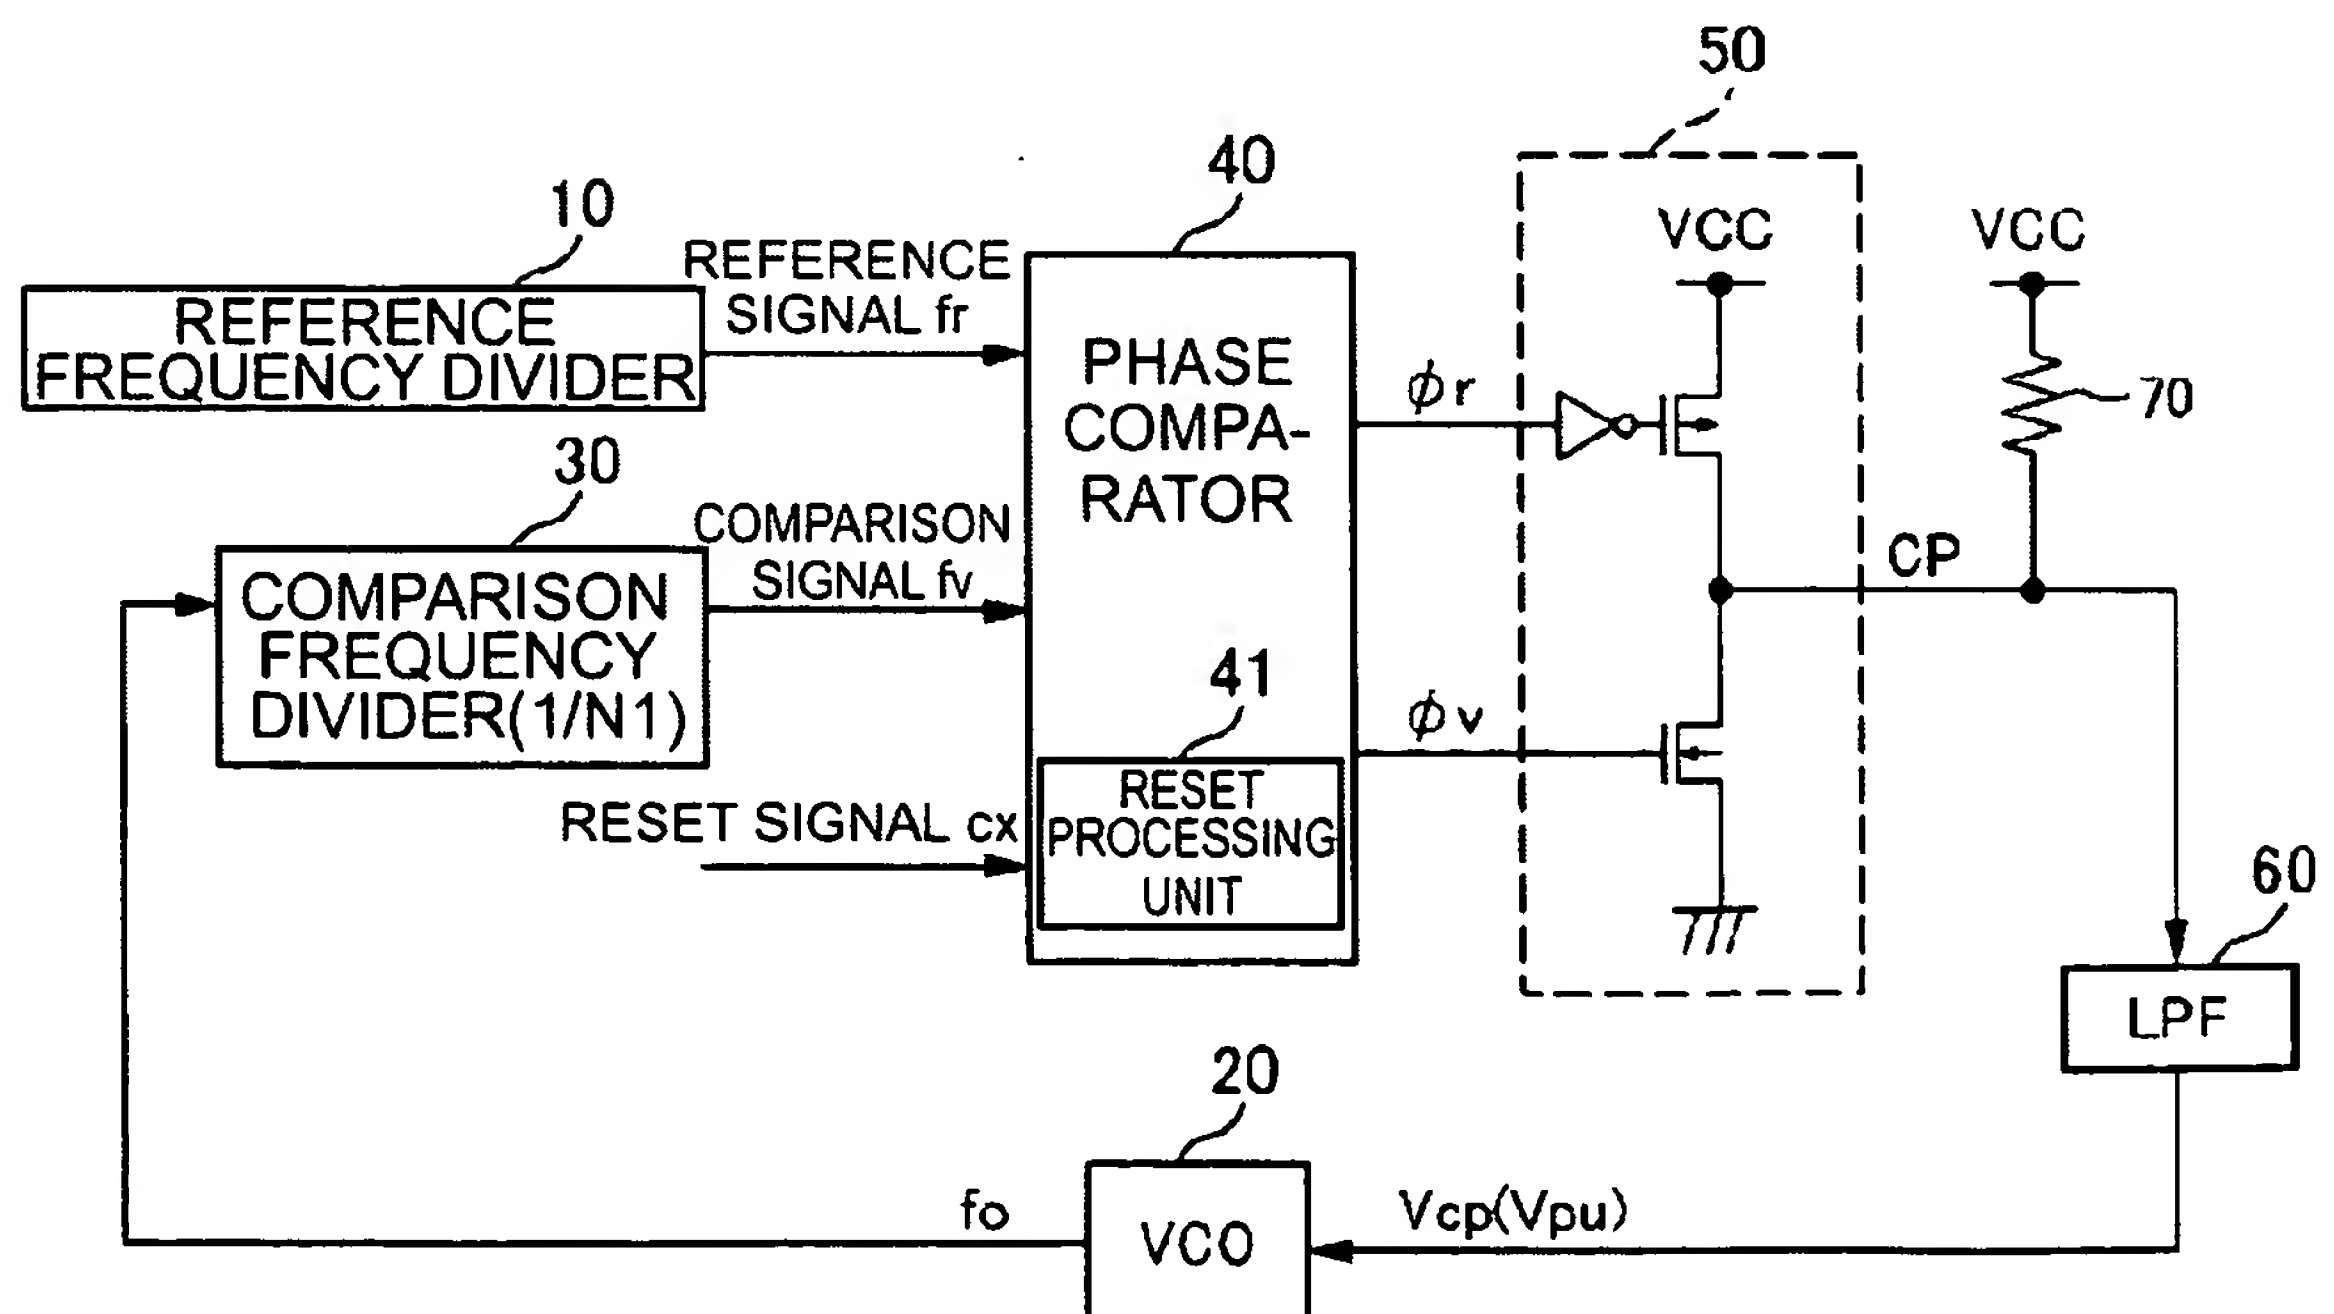 50
40
10
VCC
VCC
REFERENCE
SIGNAL fr
REFERENCE
FREQUENCY DIVIDER
PHASE
COMPA-
RATOR
ϕr
70
30
COMPARISON
SIGNAL fv
CP
COMPARISON
FREQUENCY
DIVIDER(1/N1)
41
ϕv
RESET SIGNAL cx
RESET
PROCESSING
UNIT
60
LPF
20
fo
VCO
Vcp(Vpu)